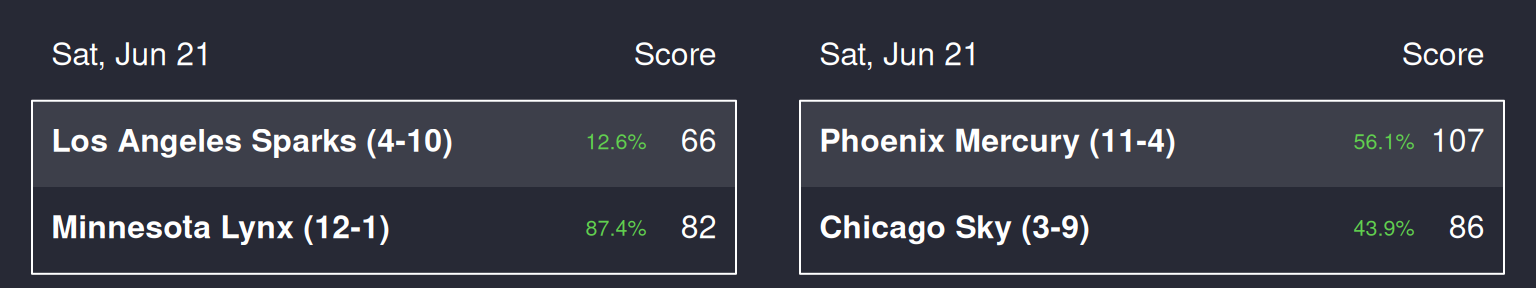 Sat, Jun 21 Score
Los Angeles Sparks (4-10) 12.6% 66
Minnesota Lynx (12-1) 87.4% 82
Sat, Jun 21 Score
Phoenix Mercury (11-4) 56.1% 107
Chicago Sky (3-9) 43.9% 86